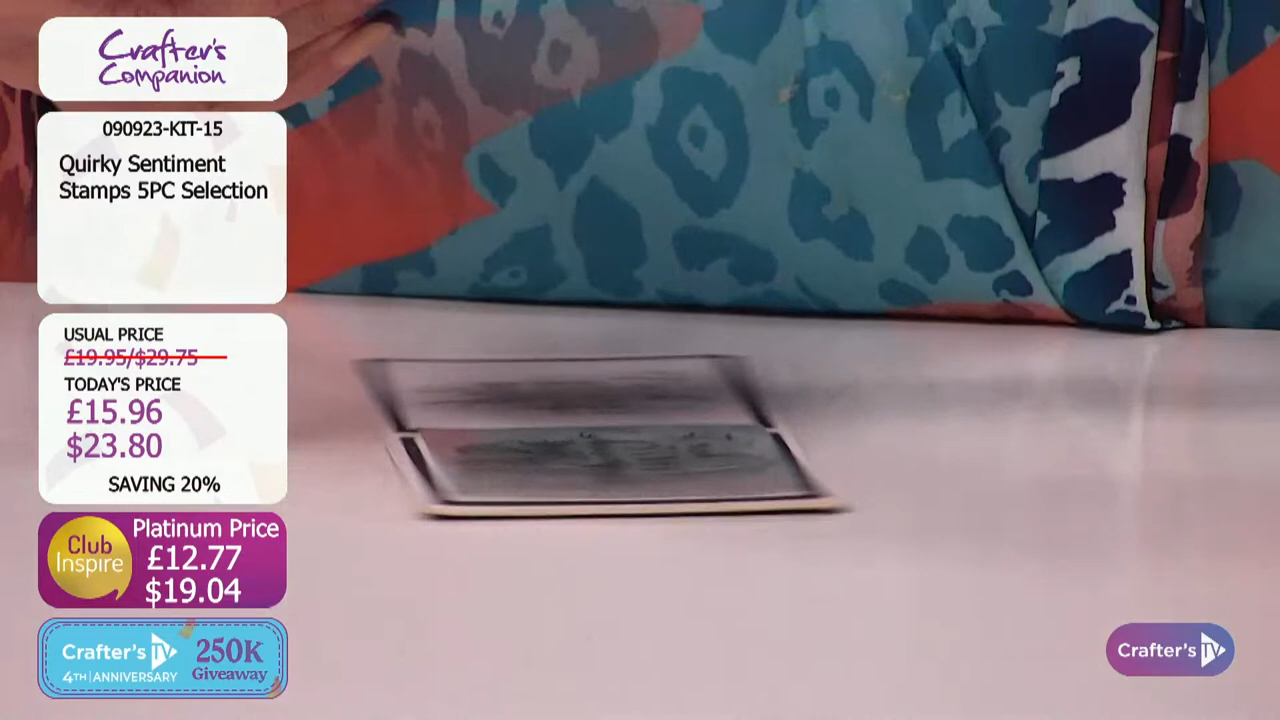 Crafter's
Companion
090923-KIT-15
Quirky Sentiment
Stamps 5PC Selection
USUAL PRICE
£19.95/$29.75
TODAY'S PRICE
£15.96
$23.80
SAVING 20%
Club
Inspire
Platinum Price
£12.77
$19.04
Crafter's TV
4TH ANNIVERSARY
250K
Giveaway
Crafter's TV